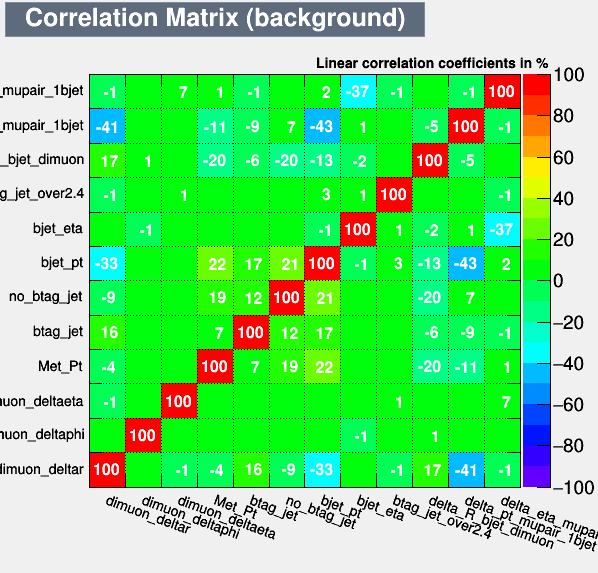 Correlation Matrix (background)
Linear correlation coefficients in %
_mupair_1bjet -1 7 1 -1 2 -37 -1 -1 100
_mupair_1bjet -41 -11 -9 7 -43 1 -5 100 -1
_bjet_dimuon 17 1 -20 -6 -20 -13 -2 100 -5
g_jet_over2.4 -1 1 3 1 100 -1
bjet_eta -1 -1 100 1 -2 1 -37
bjet_pt -33 22 17 21 100 -1 3 -13 -43 2
no_btag_jet -9 19 12 100 21 -20 7
btag_jet 16 7 100 12 17 -6 -9 -1
Met_Pt -4 100 7 19 22 -20 -11 1
uon_deltaeta -1 100 1 7
uon_deltaphi 100 -1 1
dimuon_deltar 100 -1 -4 16 -9 -33 -1 17 -41 -1
dimuon_deltar
dimuon_deltaphi
dimuon_deltaeta
Met_Pt
btag_jet
no_btag_jet
bjet_pt
bjet_eta
btag_jet_over2.4
delta_R_bjet_dimuon
delta_pt_mupair_1bjet
delta_eta_mupai
100
80
60
40
20
0
−20
−40
−60
−80
−100